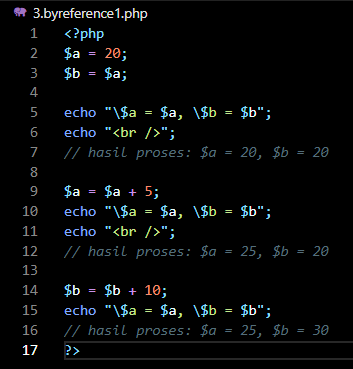 3.byreference1.php
1 <?php
2 $a = 20;
3 $b = $a;
4
5 echo "\$a = $a, \$b = $b";
6 echo "<br />";
7 // hasil proses: $a = 20, $b = 20
8
9 $a = $a + 5;
10 echo "\$a = $a, \$b = $b";
11 echo "<br />";
12 // hasil proses: $a = 25, $b = 20
13
14 $b = $b + 10;
15 echo "\$a = $a, \$b = $b";
16 // hasil proses: $a = 25, $b = 30
17 ?>